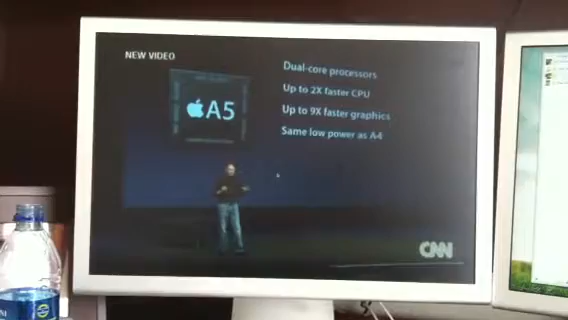 NEW VIDEO
Dual-core processors
Up to 2X faster CPU
Up to 9X faster graphics
Same low power as A4
A5
CNN